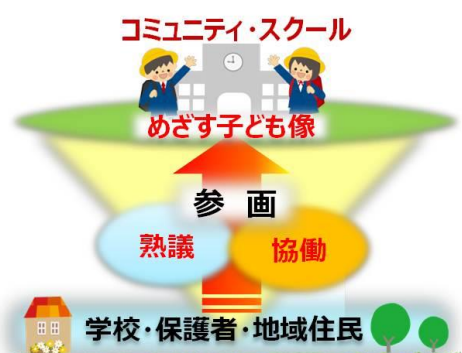 コミュニティ・スクール
めざす子ども像
参 画
熟議 協働
学校・保護者・地域住民